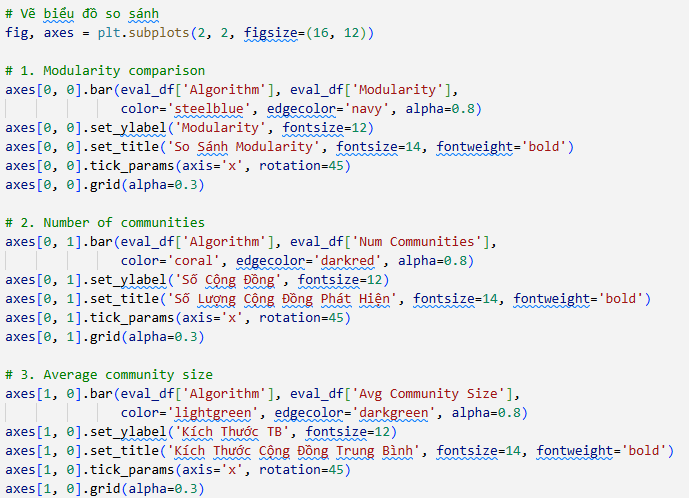 # Vẽ biểu đồ so sánh
fig, axes = plt.subplots(2, 2, figsize=(16, 12))
# 1. Modularity comparison
axes[0, 0].bar(eval_df['Algorithm'], eval_df['Modularity'],
color='steelblue', edgecolor='navy', alpha=0.8)
axes[0, 0].set_ylabel('Modularity', fontsize=12)
axes[0, 0].set_title('So Sánh Modularity', fontsize=14, fontweight='bold')
axes[0, 0].tick_params(axis='x', rotation=45)
axes[0, 0].grid(alpha=0.3)
# 2. Number of communities
axes[0, 1].bar(eval_df['Algorithm'], eval_df['Num Communities'],
color='coral', edgecolor='darkred', alpha=0.8)
axes[0, 1].set_ylabel('Số Cộng Đồng', fontsize=12)
axes[0, 1].set_title('Số Lượng Cộng Đồng Phát Hiện', fontsize=14, fontweight='bold')
axes[0, 1].tick_params(axis='x', rotation=45)
axes[0, 1].grid(alpha=0.3)
# 3. Average community size
axes[1, 0].bar(eval_df['Algorithm'], eval_df['Avg Community Size'],
color='lightgreen', edgecolor='darkgreen', alpha=0.8)
axes[1, 0].set_ylabel('Kích Thước TB', fontsize=12)
axes[1, 0].set_title('Kích Thước Cộng Đồng Trung Bình', fontsize=14, fontweight='bold')
axes[1, 0].tick_params(axis='x', rotation=45)
axes[1, 0].grid(alpha=0.3)